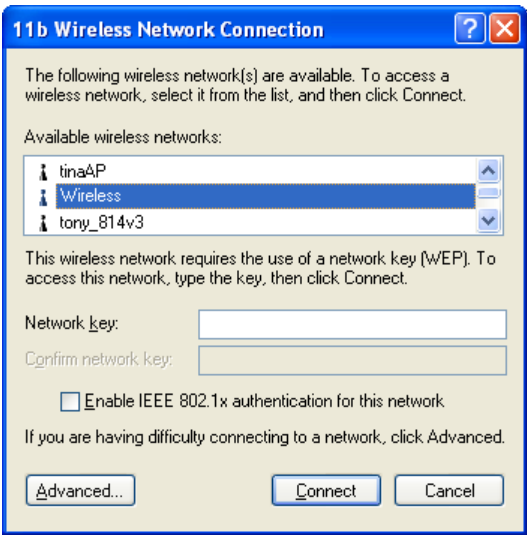 11b Wireless Network Connection
The following wireless network(s) are available. To access a
wireless network, select it from the list, and then click Connect.
Available wireless networks:
tinaAP
Wireless
tony_814v3
This wireless network requires the use of a network key (WEP). To
access this network, type the key, then click Connect.
Network key:
Confirm network key:
Enable IEEE 802.1x authentication for this network
If you are having difficulty connecting to a network, click Advanced.
Advanced... Connect Cancel